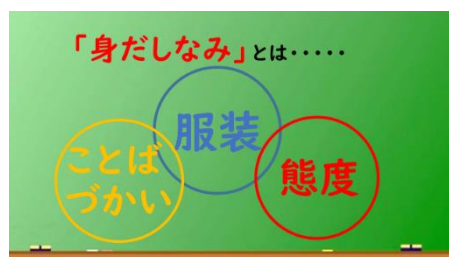 「身だしなみ」とは・・・・・
服装
ことば
づかい
態度